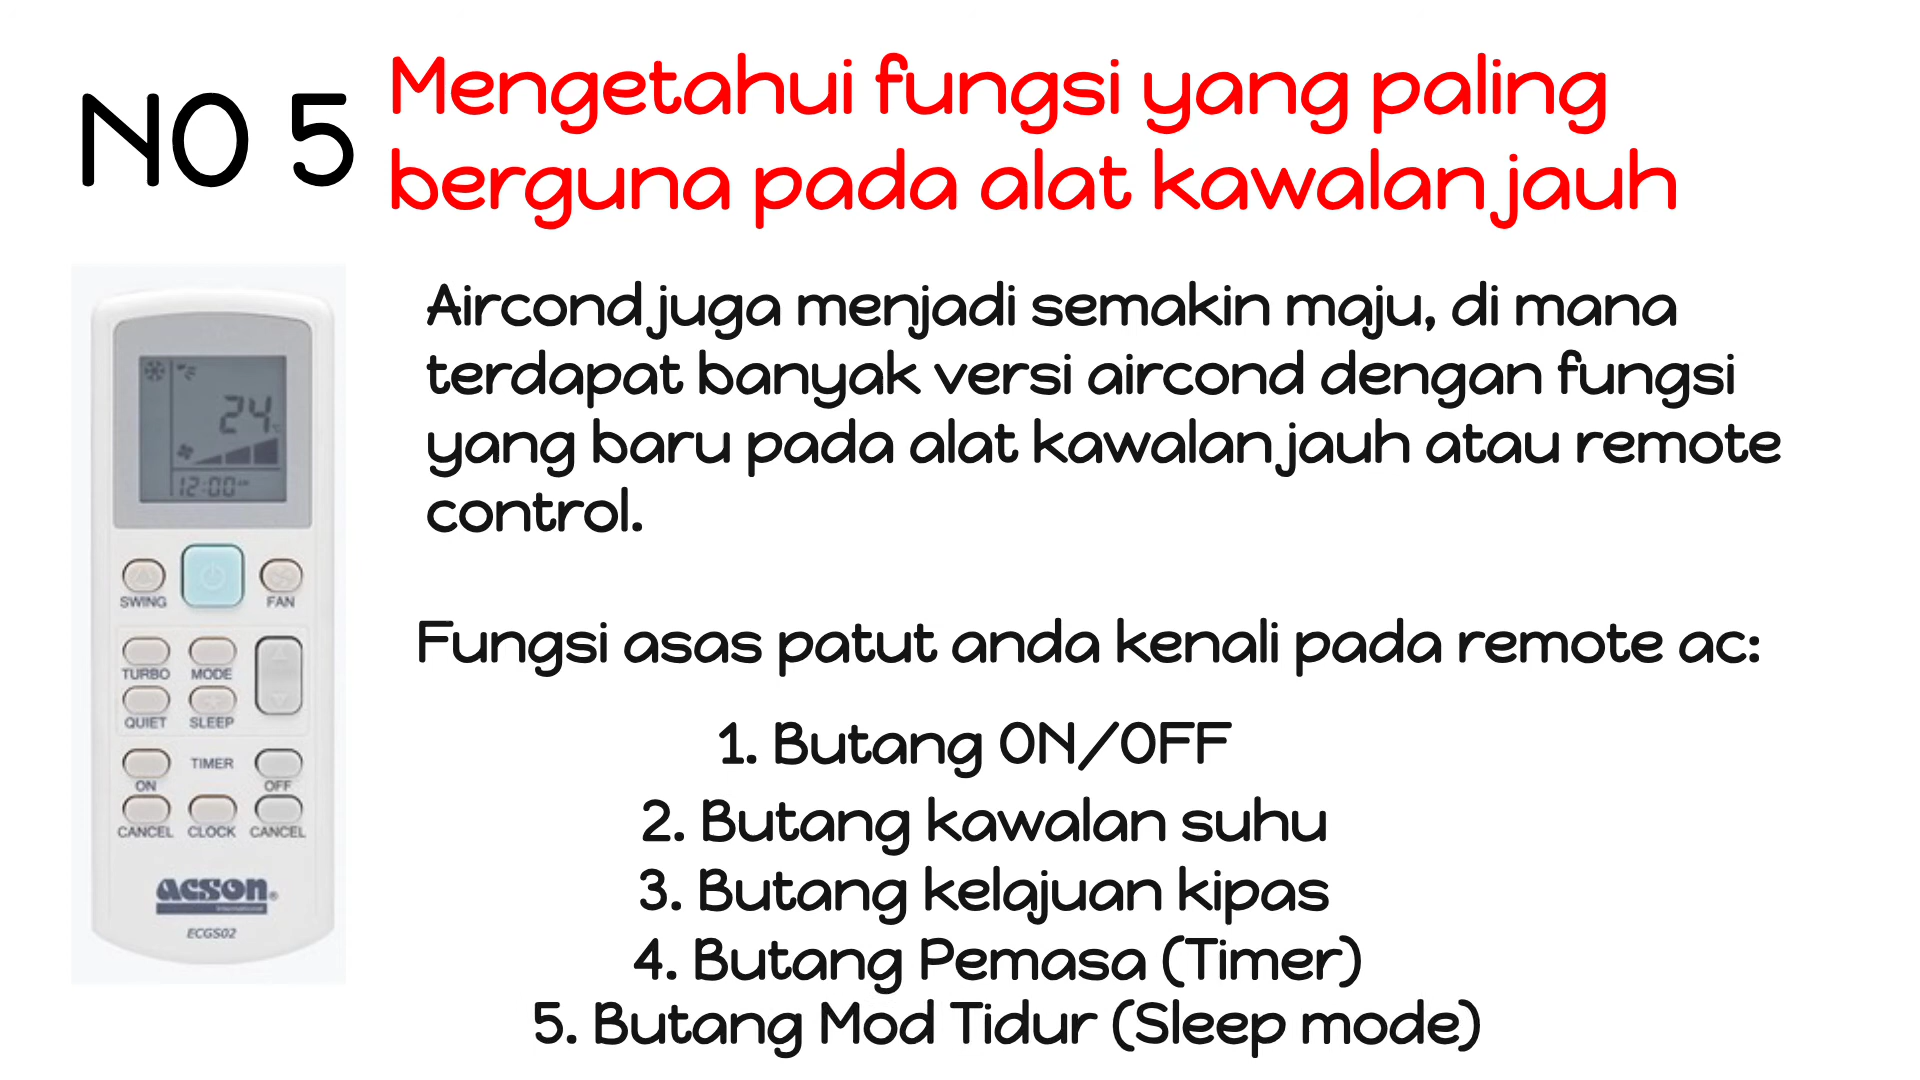 NO 5
Mengetahui fungsi yang paling
berguna pada alat kawalan jauh
Aircond juga menjadi semakin maju, di mana
terdapat banyak versi aircond dengan fungsi
yang baru pada alat kawalan jauh atau remote
control.
Fungsi asas patut anda kenali pada remote ac:
1. Butang ON/OFF
2. Butang kawalan suhu
3. Butang kelajuan kipas
4. Butang Pemasa (Timer)
5. Butang Mod Tidur (Sleep mode)
24
12:00
SWING FAN
TURBO MODE
QUIET SLEEP
TIMER
ON OFF
CANCEL CLOCK CANCEL
acson®
ECGS02